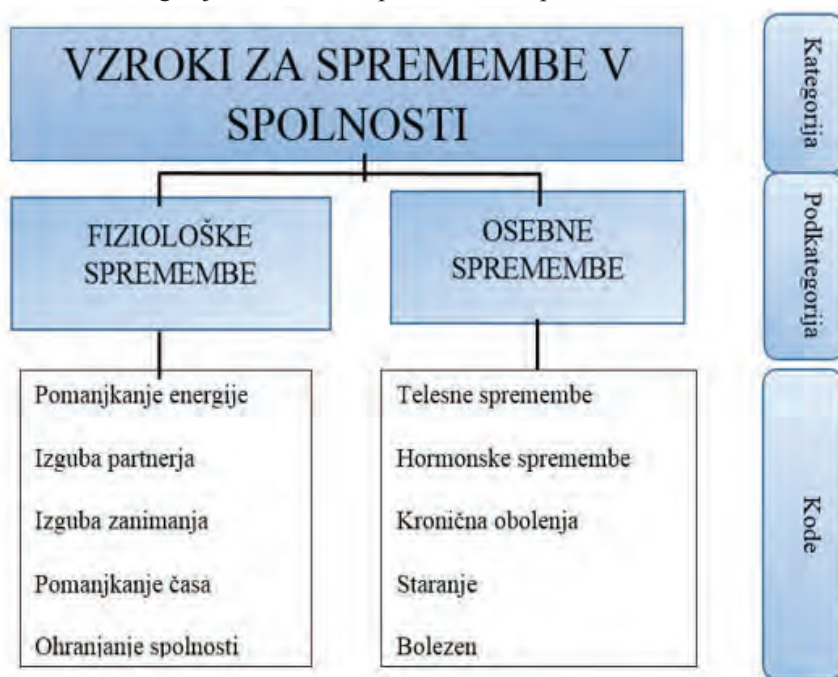 VZROKI ZA SPREMEMBE V
SPOLNOSTI
Kategorija
FIZIOLOŠKE
SPREMEMBE
OSEBNE
SPREMEMBE
Podkategorija
Pomanjkanje energije
Izguba partnerja
Izguba zanimanja
Pomanjkanje časa
Ohranjanje spolnosti
Telesne spremembe
Hormonske spremembe
Kronična obolenja
Staranje
Bolezen
Kode